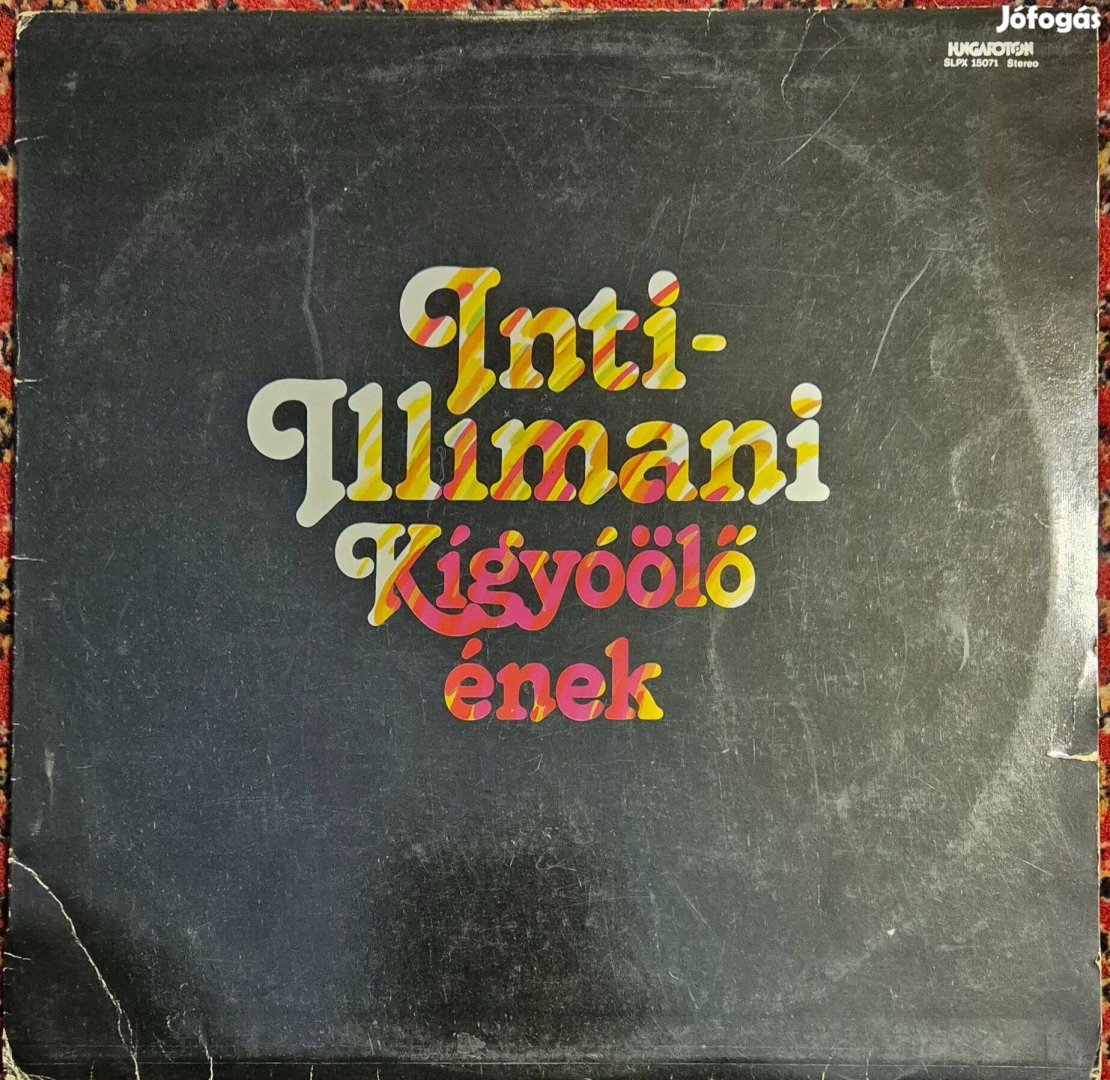 Jófogás
HUNGAROTON
SLPX 15071 Stereo
Inti-
Illimani
Kígyóölő
ének